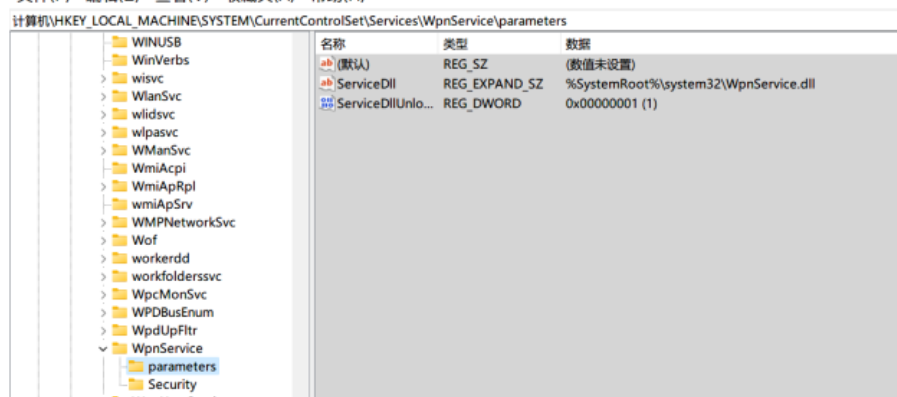 计算机\HKEY_LOCAL_MACHINE\SYSTEM\CurrentControlSet\Services\WpnService\parameters
WINUSB
WinVerbs
wisvc
WlanSvc
wlidsvc
wlpasvc
WManSvc
WmiAcpi
WmiApRpl
wmiApSrv
WMPNetworkSvc
Wof
workerdd
workfolderssvc
WpcMonSvc
WPDBusEnum
WpdUpFltr
WpnService
parameters
Security
名称 类型 数据
(默认) REG_SZ (数值未设置)
ServiceDll REG_EXPAND_SZ %SystemRoot%\system32\WpnService.dll
ServiceDllUnlo... REG_DWORD 0x00000001 (1)